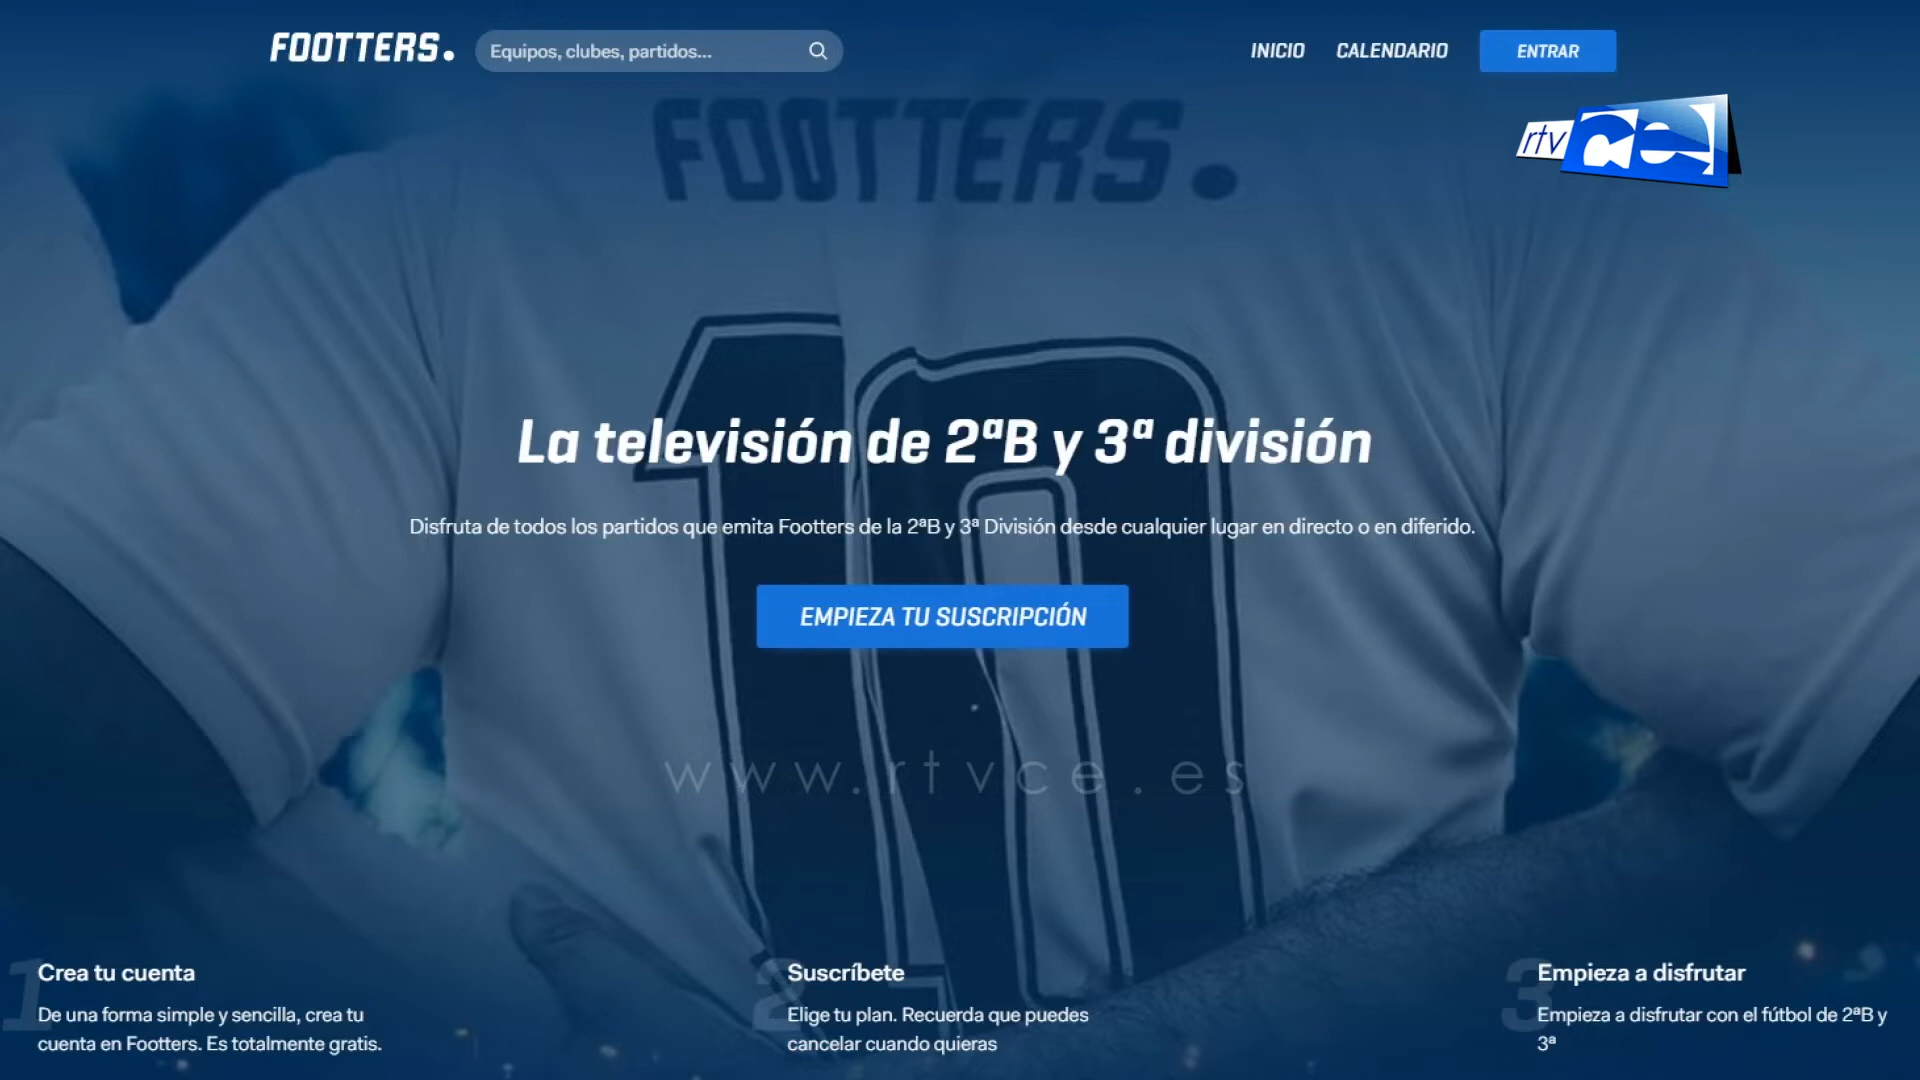 FOOTTERS.
Equipos, clubes, partidos...
INICIO
CALENDARIO
ENTRAR
rtv ce
FOOTTERS.
10
La televisión de 2ªB y 3ª división
Disfruta de todos los partidos que emita Footters de la 2ªB y 3ª División desde cualquier lugar en directo o en diferido.
EMPIEZA TU SUSCRIPCIÓN
www.rtvce.es
1
Crea tu cuenta
De una forma simple y sencilla, crea tu
cuenta en Footters. Es totalmente gratis.
2
Suscríbete
Elige tu plan. Recuerda que puedes
cancelar cuando quieras
3
Empieza a disfrutar
Empieza a disfrutar con el fútbol de 2ªB y
3ª